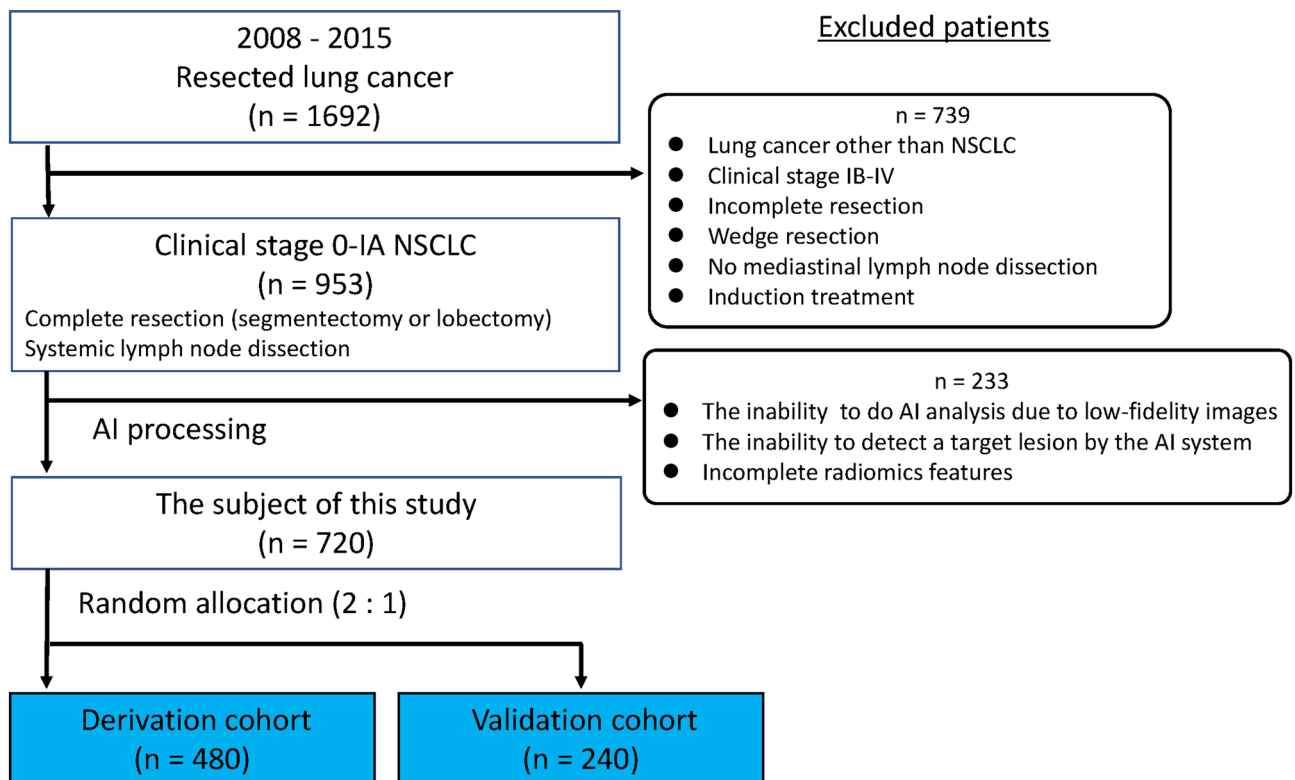 2008 - 2015
Resected lung cancer
(n = 1692)
Excluded patients
n = 739
● Lung cancer other than NSCLC
● Clinical stage IB-IV
● Incomplete resection
● Wedge resection
● No mediastinal lymph node dissection
● Induction treatment
Clinical stage 0-IA NSCLC
(n = 953)
Complete resection (segmentectomy or lobectomy)
Systemic lymph node dissection
n = 233
● The inability to do AI analysis due to low-fidelity images
● The inability to detect a target lesion by the AI system
● Incomplete radiomics features
AI processing
The subject of this study
(n = 720)
Random allocation (2 : 1)
Derivation cohort
(n = 480)
Validation cohort
(n = 240)